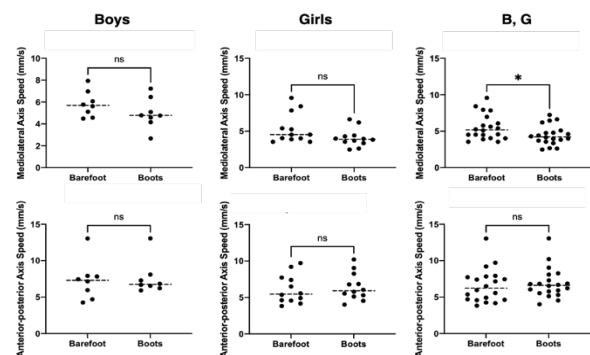 Boys
Girls
B, G
Mediolateral Axis Speed (mm/s)
10
8
6
4
2
0
ns
Barefoot
Boots
Mediolateral Axis Speed (mm/s)
15
10
5
0
ns
Barefoot
Boots
Mediolateral Axis Speed (mm/s)
15
10
5
0
*
Barefoot
Boots
Anterior-posterior Axis Speed (mm/s)
15
10
5
0
ns
Barefoot
Boots
Anterior-posterior Axis Speed (mm/s)
15
10
5
0
ns
Barefoot
Boots
Anterior-posterior Axis Speed (mm/s)
15
10
5
0
ns
Barefoot
Boots